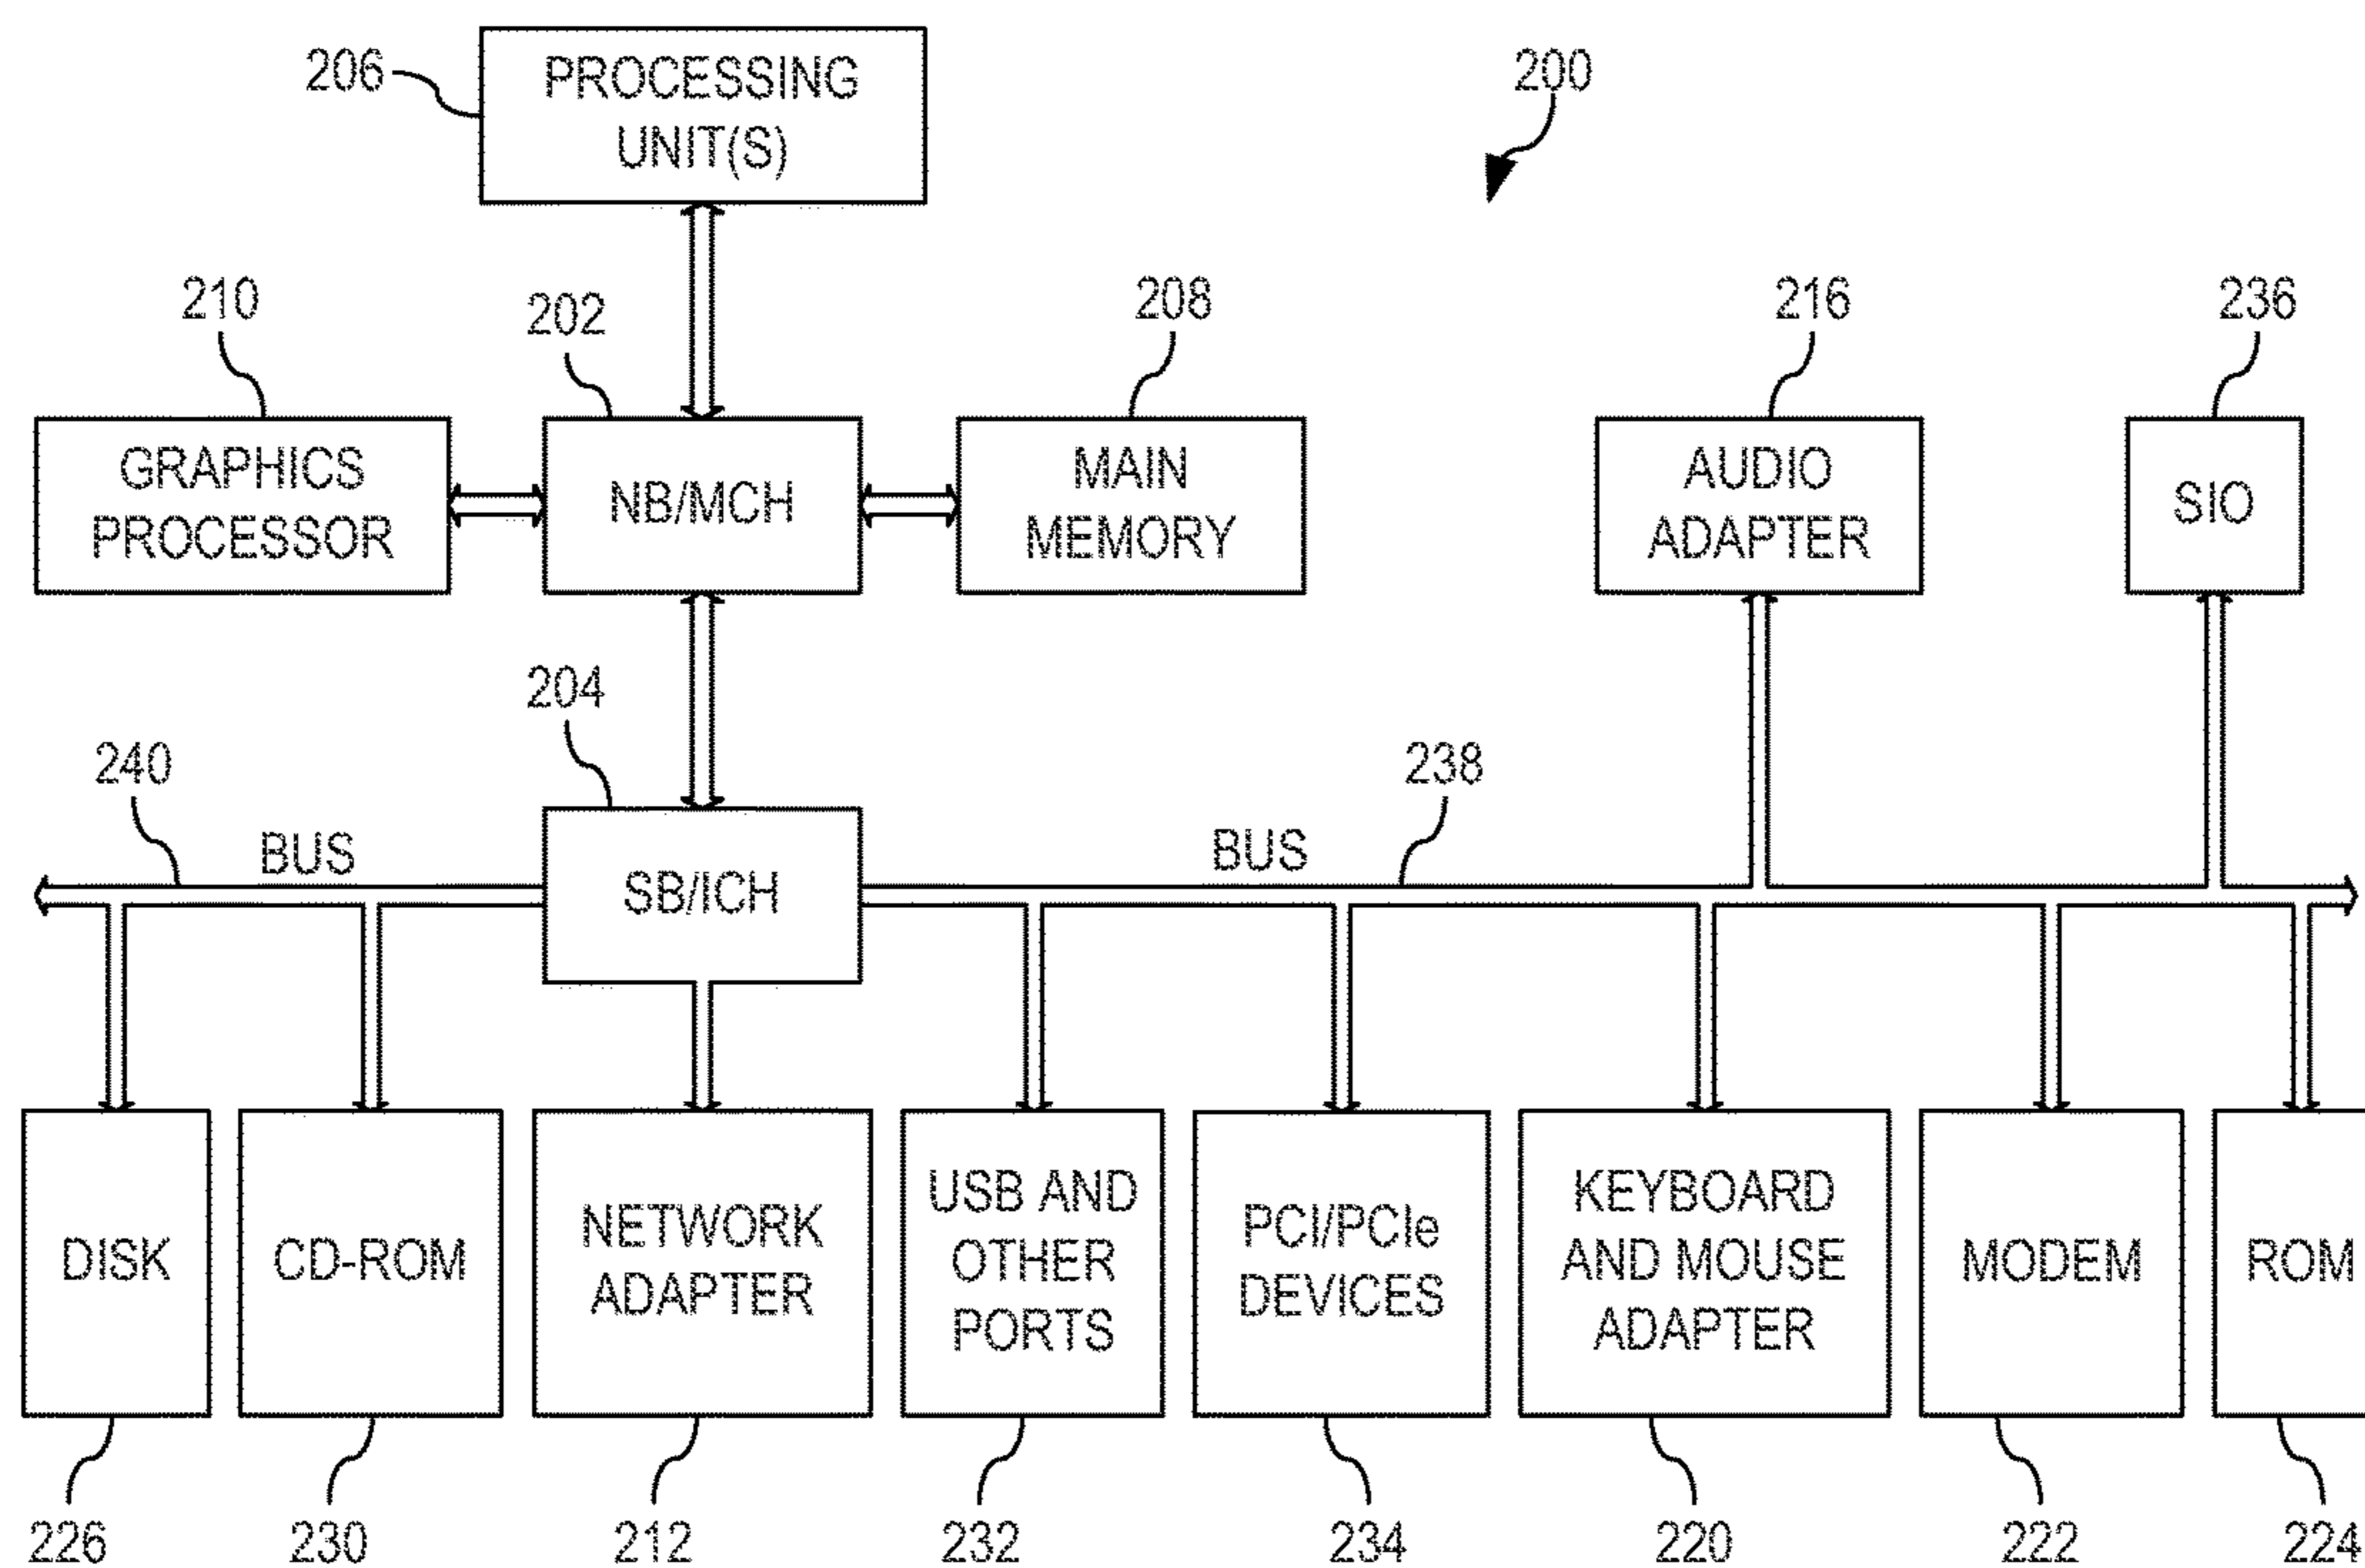 206
PROCESSING
UNIT(S)
200
210
202
208
216
236
GRAPHICS
PROCESSOR
NB/MCH
MAIN
MEMORY
AUDIO
ADAPTER
SIO
204
240
BUS
SB/ICH
BUS
238
DISK
CD-ROM
NETWORK
ADAPTER
USB AND
OTHER
PORTS
PCI/PCIe
DEVICES
KEYBOARD
AND MOUSE
ADAPTER
MODEM
ROM
226
230
212
232
234
220
222
224